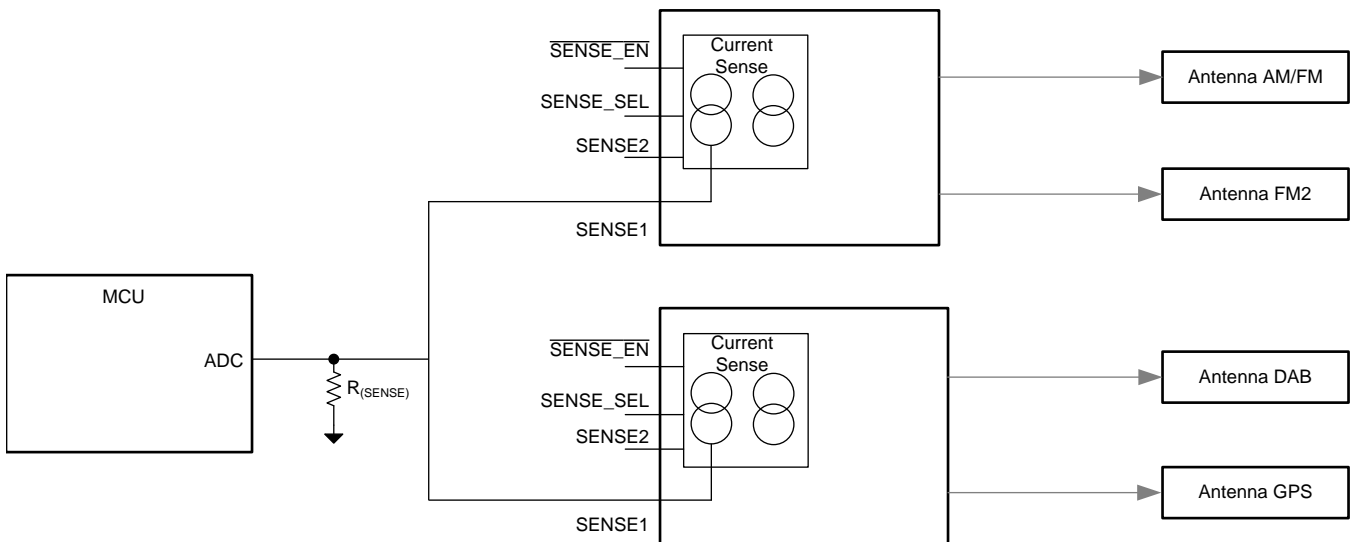 SENSE_EN
Current
Sense
SENSE_SEL
SENSE2
SENSE1
Antenna AM/FM
Antenna FM2
MCU
ADC
R(SENSE)
SENSE_EN
Current
Sense
SENSE_SEL
SENSE2
SENSE1
Antenna DAB
Antenna GPS